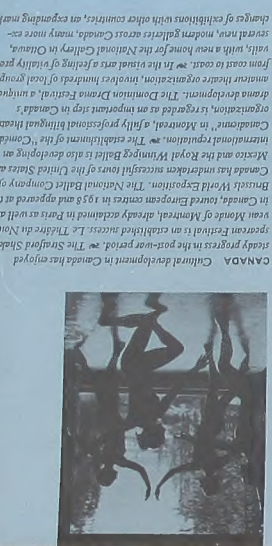 CANADA Cultural development in Canada has enjoyed
steady progress in the post-war period. ❧ The Stratford Shake
spearean Festival is an established success. Le Théâtre du Nou
veau Monde of Montreal, already acclaimed in Paris as well a
in Canada, toured European centres in 1958 and appeared at t
Brussels World Exposition. The National Ballet Company o
Canada has undertaken successful tours of the United States a
Mexico and the Royal Winnipeg Ballet is also developing an
international reputation. ❧ The establishment of the "Coméd
Canadienne" in Montreal, a fully professional bilingual theat
organization, is regarded as an important step in Canada's
drama development. The Dominion Drama Festival, a uniqu
amateur theatre organization, involves hundreds of local group
from coast to coast. ❧ In the visual arts a feeling of vitality pre
vails, with a new home for the National Gallery in Ottawa,
several new, modern galleries across Canada, many more ex-
changes of exhibitions with other countries, an expanding mark